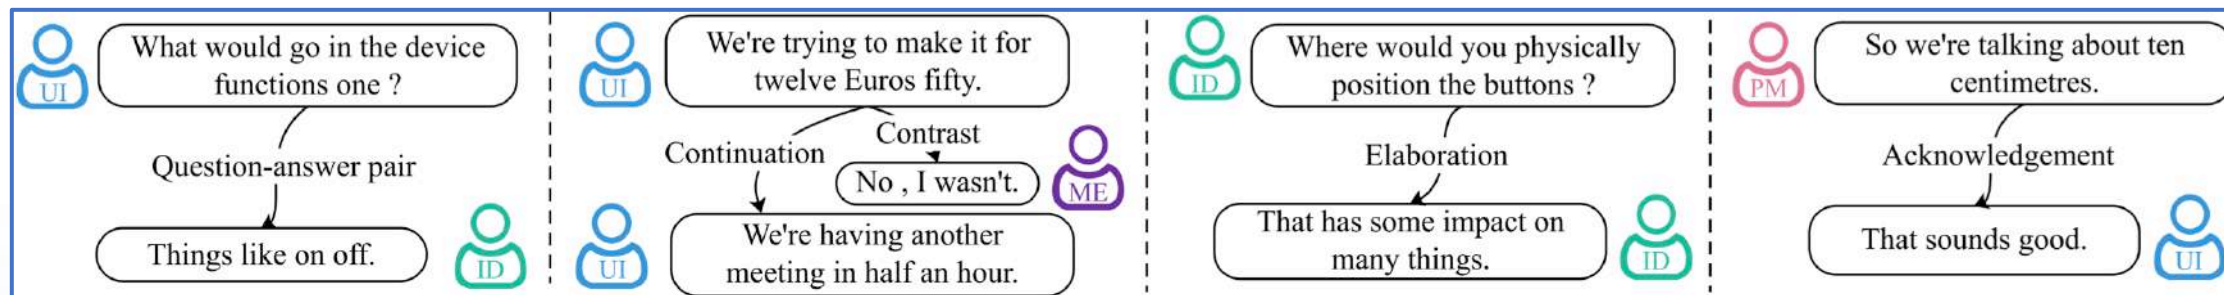 What would go in the device
functions one ?
UI
Question-answer pair
Things like on off.
ID
We're trying to make it for
twelve Euros fifty.
UI
Continuation
Contrast
No , I wasn't.
ME
We're having another
meeting in half an hour.
UI
Where would you physically
position the buttons ?
ID
Elaboration
That has some impact on
many things.
ID
So we're talking about ten
centimetres.
PM
Acknowledgement
That sounds good.
UI